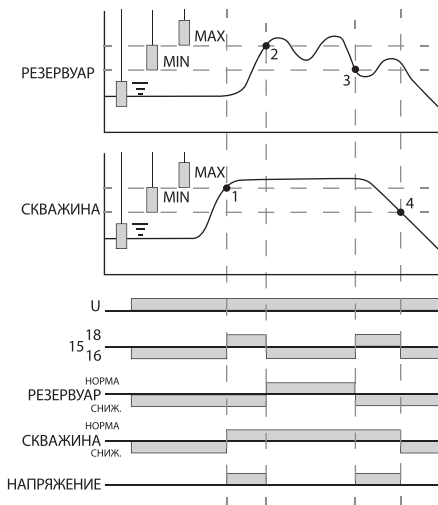 MAX
MIN
РЕЗЕРВУАР
2
3
MAX
MIN
СКВАЖИНА
1
4
U
15 18
16
НОРМА
РЕЗЕРВУАР
СНИЖ.
НОРМА
СКВАЖИНА
СНИЖ.
НАПРЯЖЕНИЕ